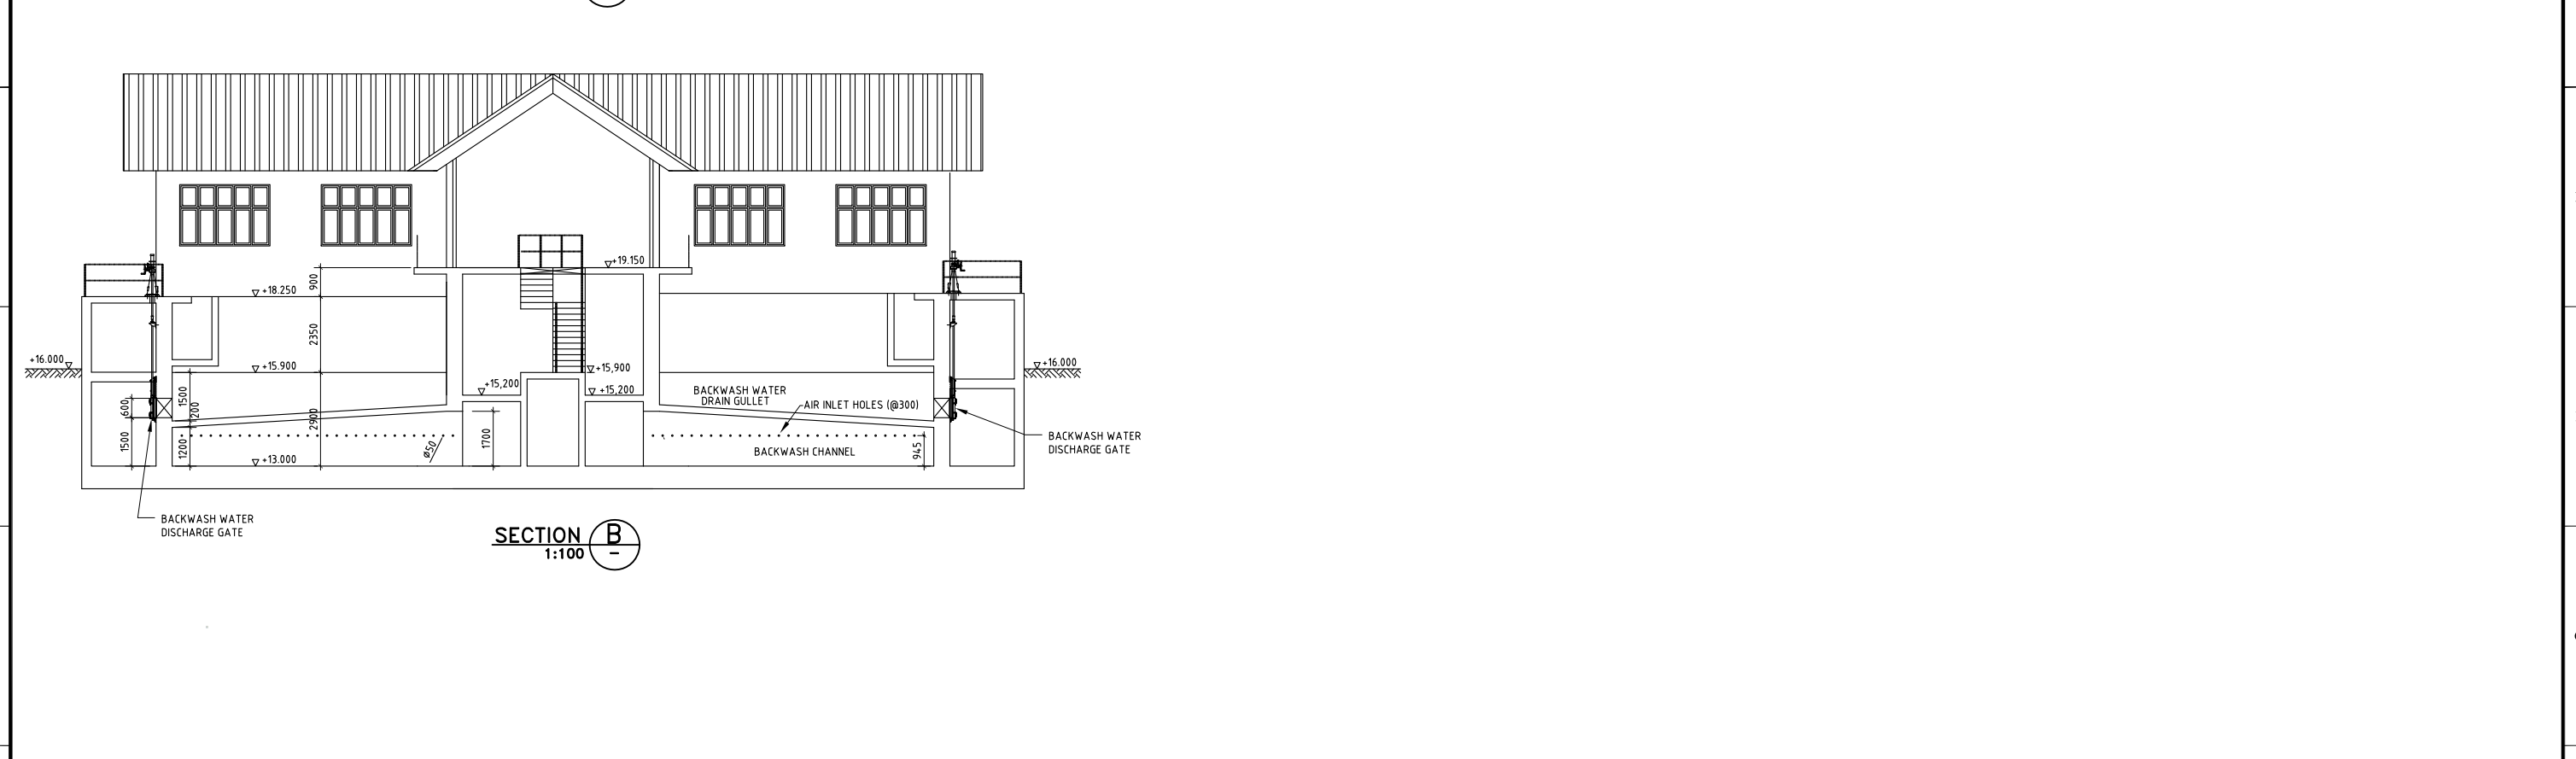 +19.150
900
+18.250
2350
+16.000
+15.900
+15,900
+16.000
+15,200
+15,200
BACKWASH WATER
DRAIN GULLET
AIR INLET HOLES (@300)
600
1500
200
2900
1500
1200
1700
Ø50
945
BACKWASH CHANNEL
+13.000
BACKWASH WATER
DISCHARGE GATE
BACKWASH WATER
DISCHARGE GATE
SECTION B
1:100 –